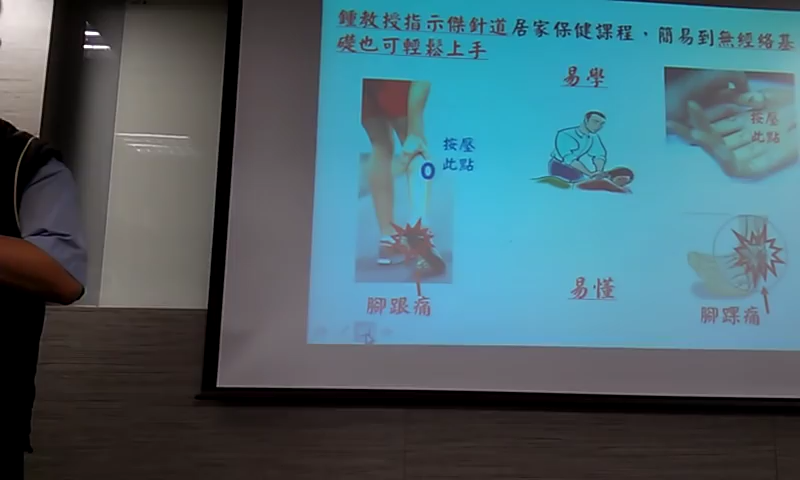 鍾教授指示傑針道居家保健課程，簡易到無經絡基
礎也可輕鬆上手
易學
按壓
此點
按壓
此點
易懂
腳跟痛
腳踝痛